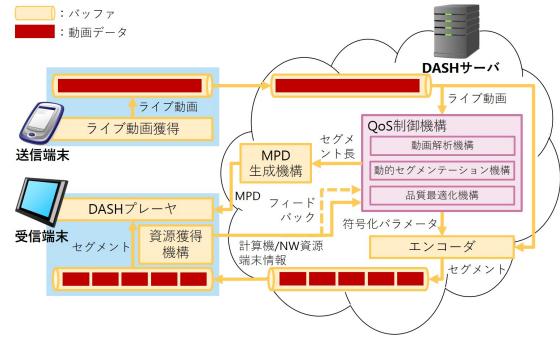 ：バッファ
：動画データ
DASHサーバ
ライブ動画
ライブ動画
ライブ動画獲得
送信端末
QoS制御機構
動画解析機構
動的セグメンテーション機構
品質最適化機構
セグメ
ント長
MPD
生成機構
MPD
フィード
バック
DASHプレーヤ
受信端末
資源獲得
機構
セグメント
計算機/NW資源
端末情報
符号化パラメータ
エンコーダ
セグメント